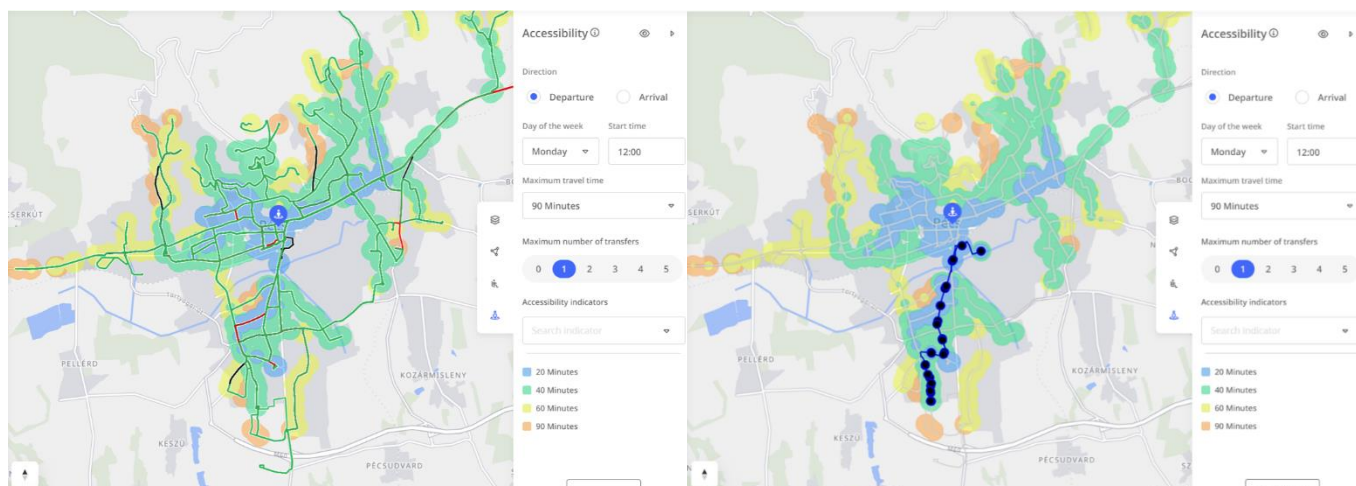 Accessibility
Direction
Departure Arrival
Day of the week Start time
Monday 12:00
Maximum travel time
90 Minutes
Maximum number of transfers
0 1 2 3 4 5
Accessibility indicators
Search indicator
20 Minutes
40 Minutes
60 Minutes
90 Minutes
CSERKÚT
PELLÉRD
KESZÜ
KOZÁRMISLENY
Accessibility
Direction
Departure Arrival
Day of the week Start time
Monday 12:00
Maximum travel time
90 Minutes
Maximum number of transfers
0 1 2 3 4 5
Accessibility indicators
Search indicator
20 Minutes
40 Minutes
60 Minutes
90 Minutes
SERKÚT
PELLÉRD
KESZÜ
KOZÁRMISLENY
PÉCSUDVARD